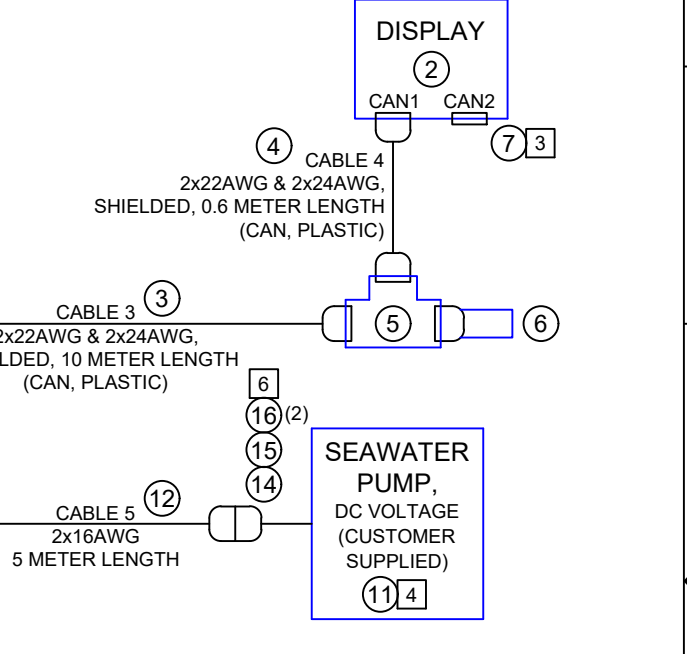 DISPLAY
2
CAN1 CAN2
7 3
4
CABLE 4
2x22AWG & 2x24AWG,
SHIELDED, 0.6 METER LENGTH
(CAN, PLASTIC)
3
CABLE 3
5
6
2x22AWG & 2x24AWG,
LDED, 10 METER LENGTH
(CAN, PLASTIC)
6
16 (2)
15
14
12
CABLE 5
2x16AWG
5 METER LENGTH
SEAWATER
PUMP,
DC VOLTAGE
(CUSTOMER
SUPPLIED)
11 4